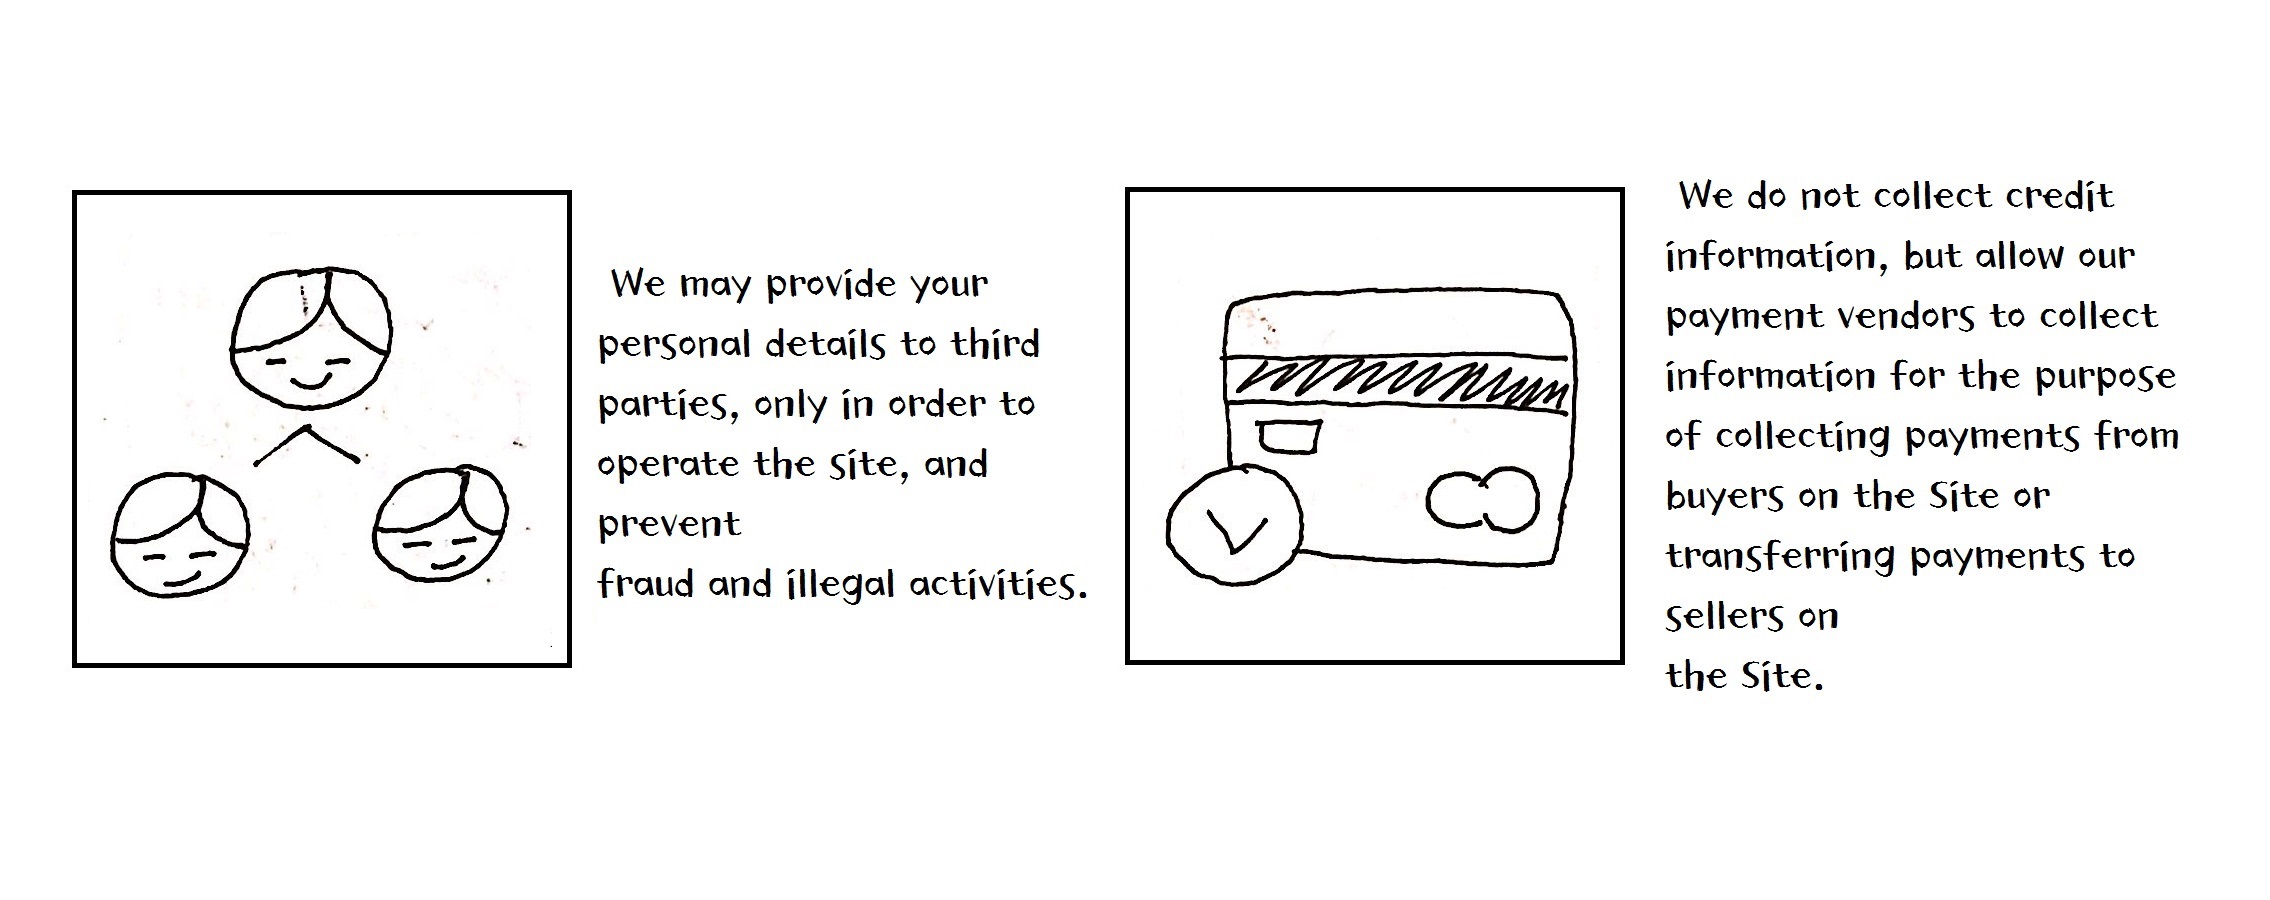 We may provide your
personal details to third
parties, only in order to
operate the site, and
prevent
fraud and illegal activities.
We do not collect credit
information, but allow our
payment vendors to collect
information for the purpose
of collecting payments from
buyers on the Site or
transferring payments to
sellers on
the Site.